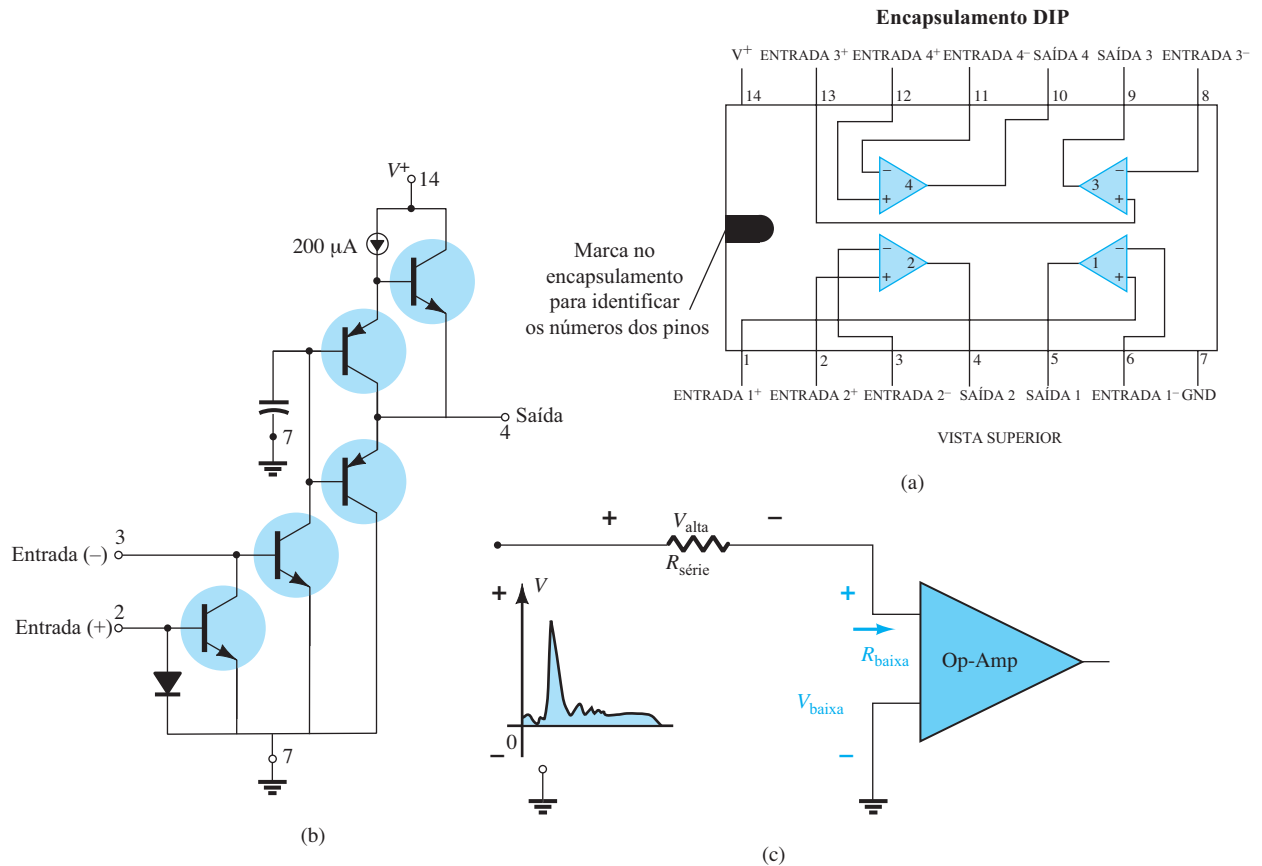 Encapsulamento DIP
V+ ENTRADA 3+ ENTRADA 4+ ENTRADA 4– SAÍDA 4 SAÍDA 3 ENTRADA 3–
14 13 12 11 10 9 8
4 3
2 1
Marca no
encapsulamento
para identificar
os números dos pinos
1 2 3 4 5 6 7
ENTRADA 1+ ENTRADA 2+ ENTRADA 2– SAÍDA 2 SAÍDA 1 ENTRADA 1– GND
VISTA SUPERIOR
(a)
V+
14
200 µA
7
Saída
4
3
Entrada (–)
2
Entrada (+)
7
(b)
+ Valta –
Rsérie
+ V
0
–
+
Rbaixa
Vbaixa
–
Op-Amp
(c)